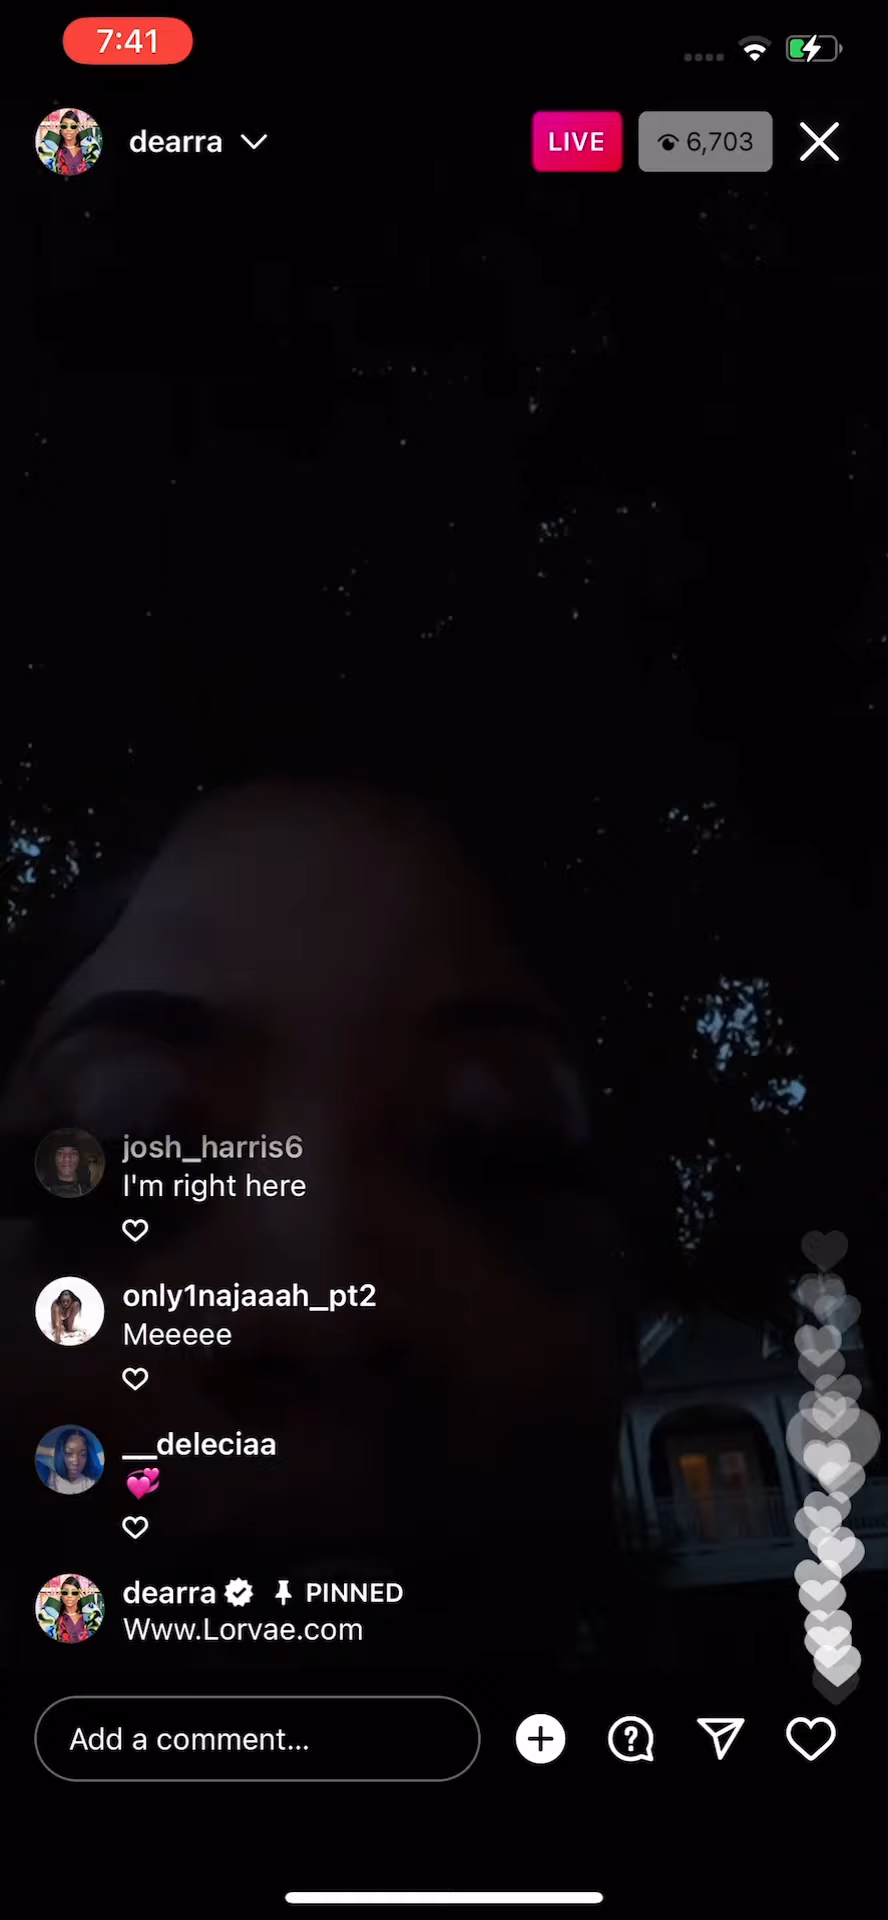 7:41
dearra
LIVE
6,703
josh_harris6
I'm right here
only1najaaah_pt2
Meeeee
__deleciaa
💞
dearra PINNED
Www.Lorvae.com
Add a comment...